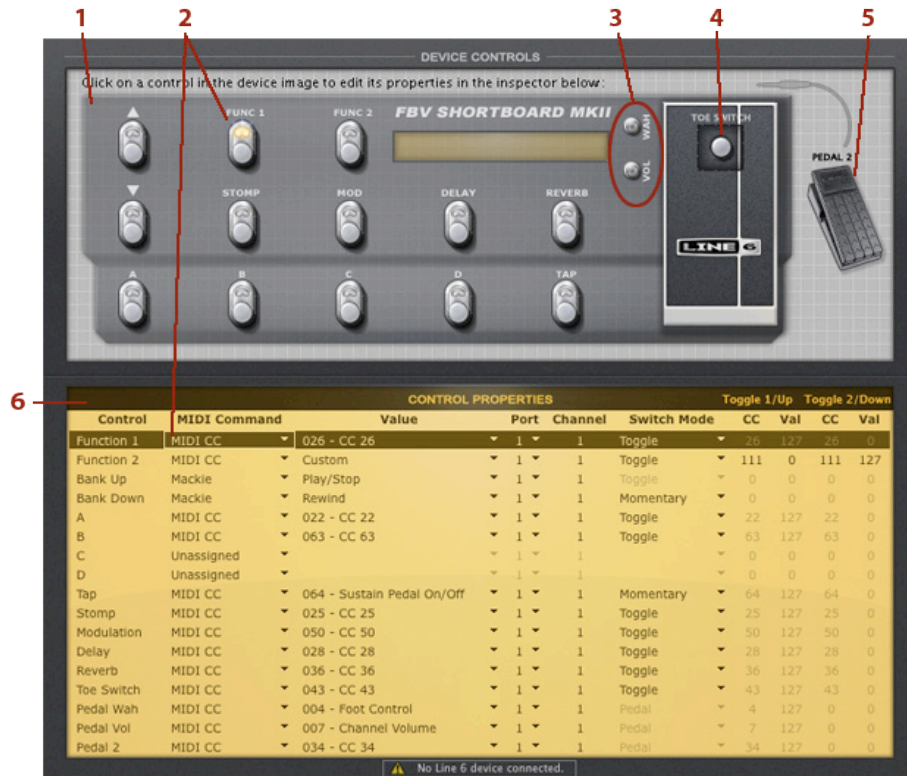 1 2 3 4 5
DEVICE CONTROLS
Click on a control in the device image to edit its properties in the inspector below:
FUNC 1 FUNC 2 FBV SHORTBOARD MKII WAH TOE SWITCH
VOL PEDAL 2
STOMP MOD DELAY REVERB
LINE 6
A B C D TAP
6 CONTROL PROPERTIES Toggle 1/Up Toggle 2/Down
Control MIDI Command Value Port Channel Switch Mode CC Val CC Val
Function 1 MIDI CC 026 - CC 26 1 1 Toggle 26 127 26 0
Function 2 MIDI CC Custom 1 1 Toggle 111 0 111 127
Bank Up Mackie Play/Stop 1 1 Toggle 0 0 0 0
Bank Down Mackie Rewind 1 1 Momentary 0 0 0 0
A MIDI CC 022 - CC 22 1 1 Toggle 22 127 22 0
B MIDI CC 063 - CC 63 1 1 Toggle 63 127 63 0
C Unassigned 1 1 0 0 0 0
D Unassigned 1 1 0 0 0 0
Tap MIDI CC 064 - Sustain Pedal On/Off 1 1 Momentary 64 127 64 0
Stomp MIDI CC 025 - CC 25 1 1 Toggle 25 127 25 0
Modulation MIDI CC 050 - CC 50 1 1 Toggle 50 127 50 0
Delay MIDI CC 028 - CC 28 1 1 Toggle 28 127 28 0
Reverb MIDI CC 036 - CC 36 1 1 Toggle 36 127 36 0
Toe Switch MIDI CC 043 - CC 43 1 1 Toggle 43 127 43 0
Pedal Wah MIDI CC 004 - Foot Control 1 1 Pedal 4 127 0 0
Pedal Vol MIDI CC 007 - Channel Volume 1 1 Pedal 7 127 0 0
Pedal 2 MIDI CC 034 - CC 34 1 1 Pedal 34 127 0 0
No Line 6 device connected.